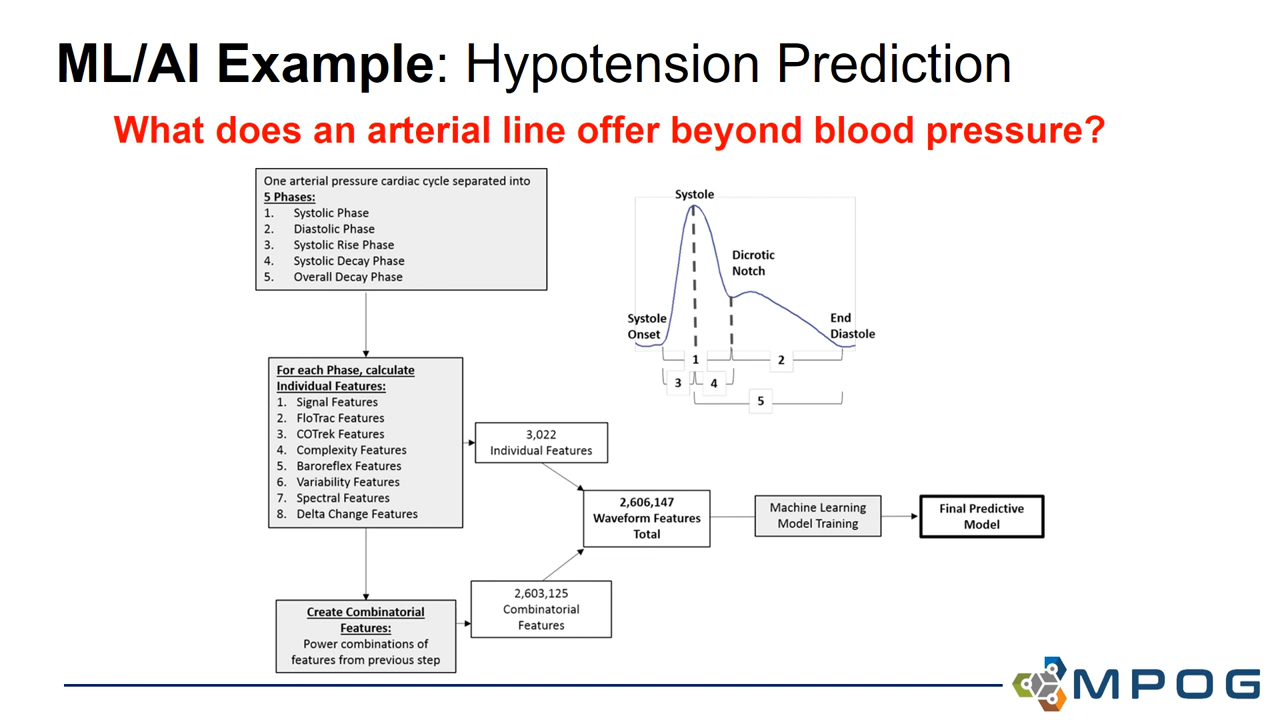 ML/AI Example: Hypotension Prediction
What does an arterial line offer beyond blood pressure?
One arterial pressure cardiac cycle separated into
5 Phases:
1. Systolic Phase
2. Diastolic Phase
3. Systolic Rise Phase
4. Systolic Decay Phase
5. Overall Decay Phase
Systole
Dicrotic
Notch
Systole
Onset
End
Diastole
1
2
3
4
5
For each Phase, calculate
Individual Features:
1. Signal Features
2. FloTrac Features
3. COTrek Features
4. Complexity Features
5. Baroreflex Features
6. Variability Features
7. Spectral Features
8. Delta Change Features
3,022
Individual Features
2,606,147
Waveform Features
Total
Machine Learning
Model Training
Final Predictive
Model
Create Combinatorial
Features:
Power combinations of
features from previous step
2,603,125
Combinatorial
Features
MPOG